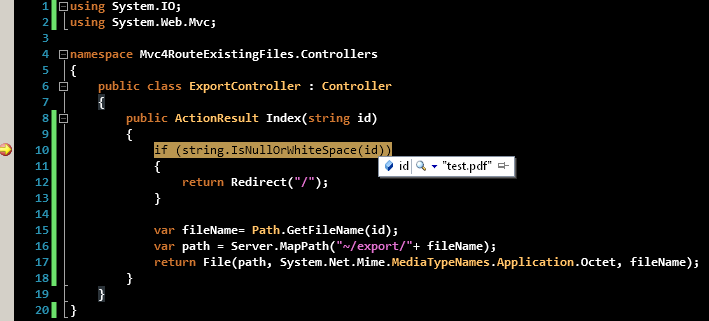 1 using System.IO;
2 using System.Web.Mvc;
3
4 namespace Mvc4RouteExistingFiles.Controllers
5 {
6 public class ExportController : Controller
7 {
8 public ActionResult Index(string id)
9 {
10 if (string.IsNullOrWhiteSpace(id))
11 {
id "test.pdf"
12 return Redirect("/");
13 }
14
15 var fileName= Path.GetFileName(id);
16 var path = Server.MapPath("~/export/"+ fileName);
17 return File(path, System.Net.Mime.MediaTypeNames.Application.Octet, fileName);
18 }
19 }
20 }